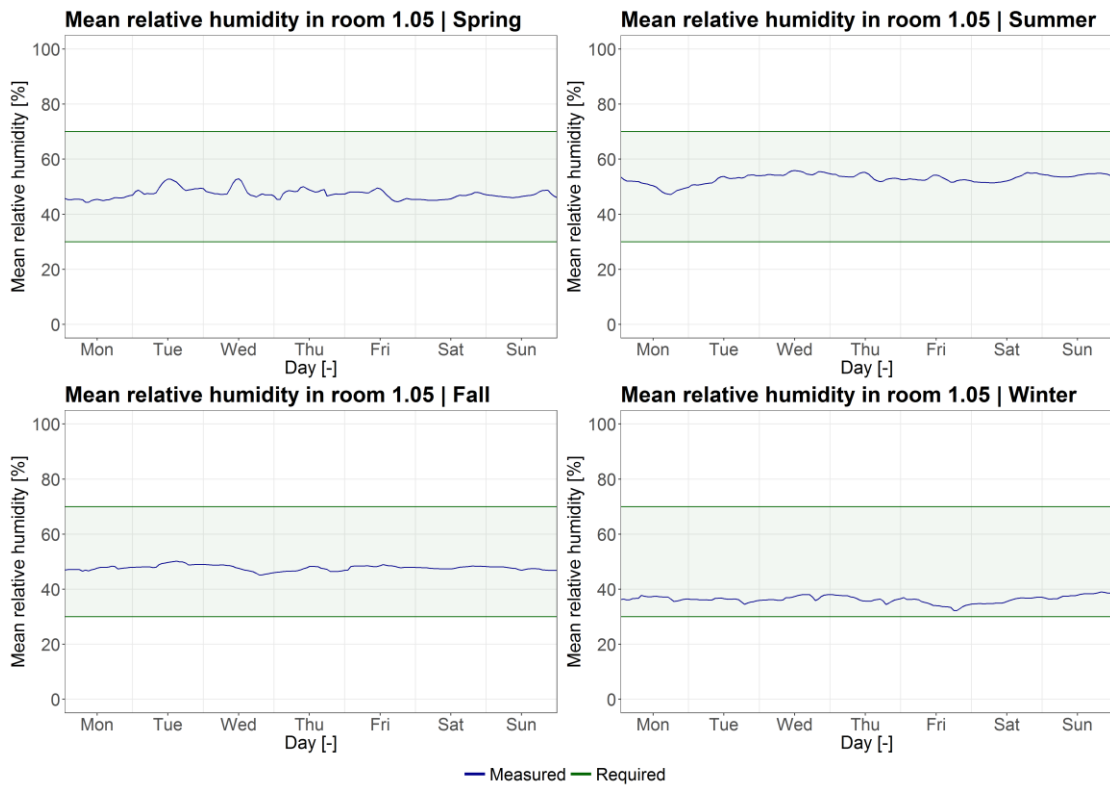 Mean relative humidity in room 1.05 | Spring
Mean relative humidity [%]
100
80
60
40
20
0
Mon Tue Wed Thu Fri Sat Sun
Day [-]
Mean relative humidity in room 1.05 | Summer
Mean relative humidity [%]
100
80
60
40
20
0
Mon Tue Wed Thu Fri Sat Sun
Day [-]
Mean relative humidity in room 1.05 | Fall
Mean relative humidity [%]
100
80
60
40
20
0
Mon Tue Wed Thu Fri Sat Sun
Day [-]
Mean relative humidity in room 1.05 | Winter
Mean relative humidity [%]
100
80
60
40
20
0
Mon Tue Wed Thu Fri Sat Sun
Day [-]
Measured Required